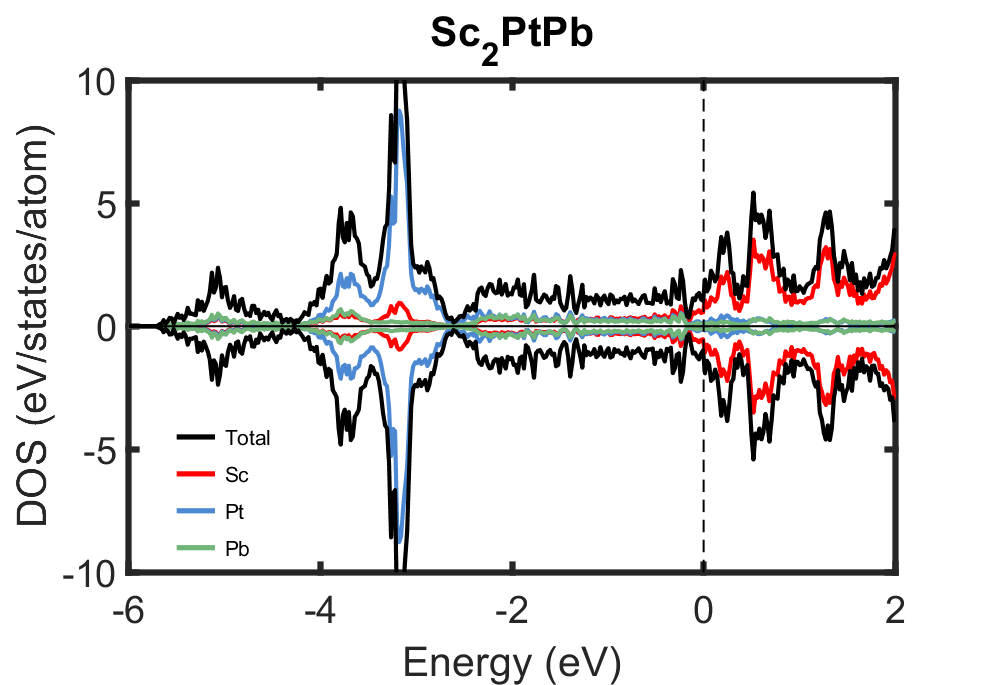 Sc2PtPb
DOS (eV/states/atom)
10
5
0
-5
-10
Total
Sc
Pt
Pb
-6 -4 -2 0 2
Energy (eV)